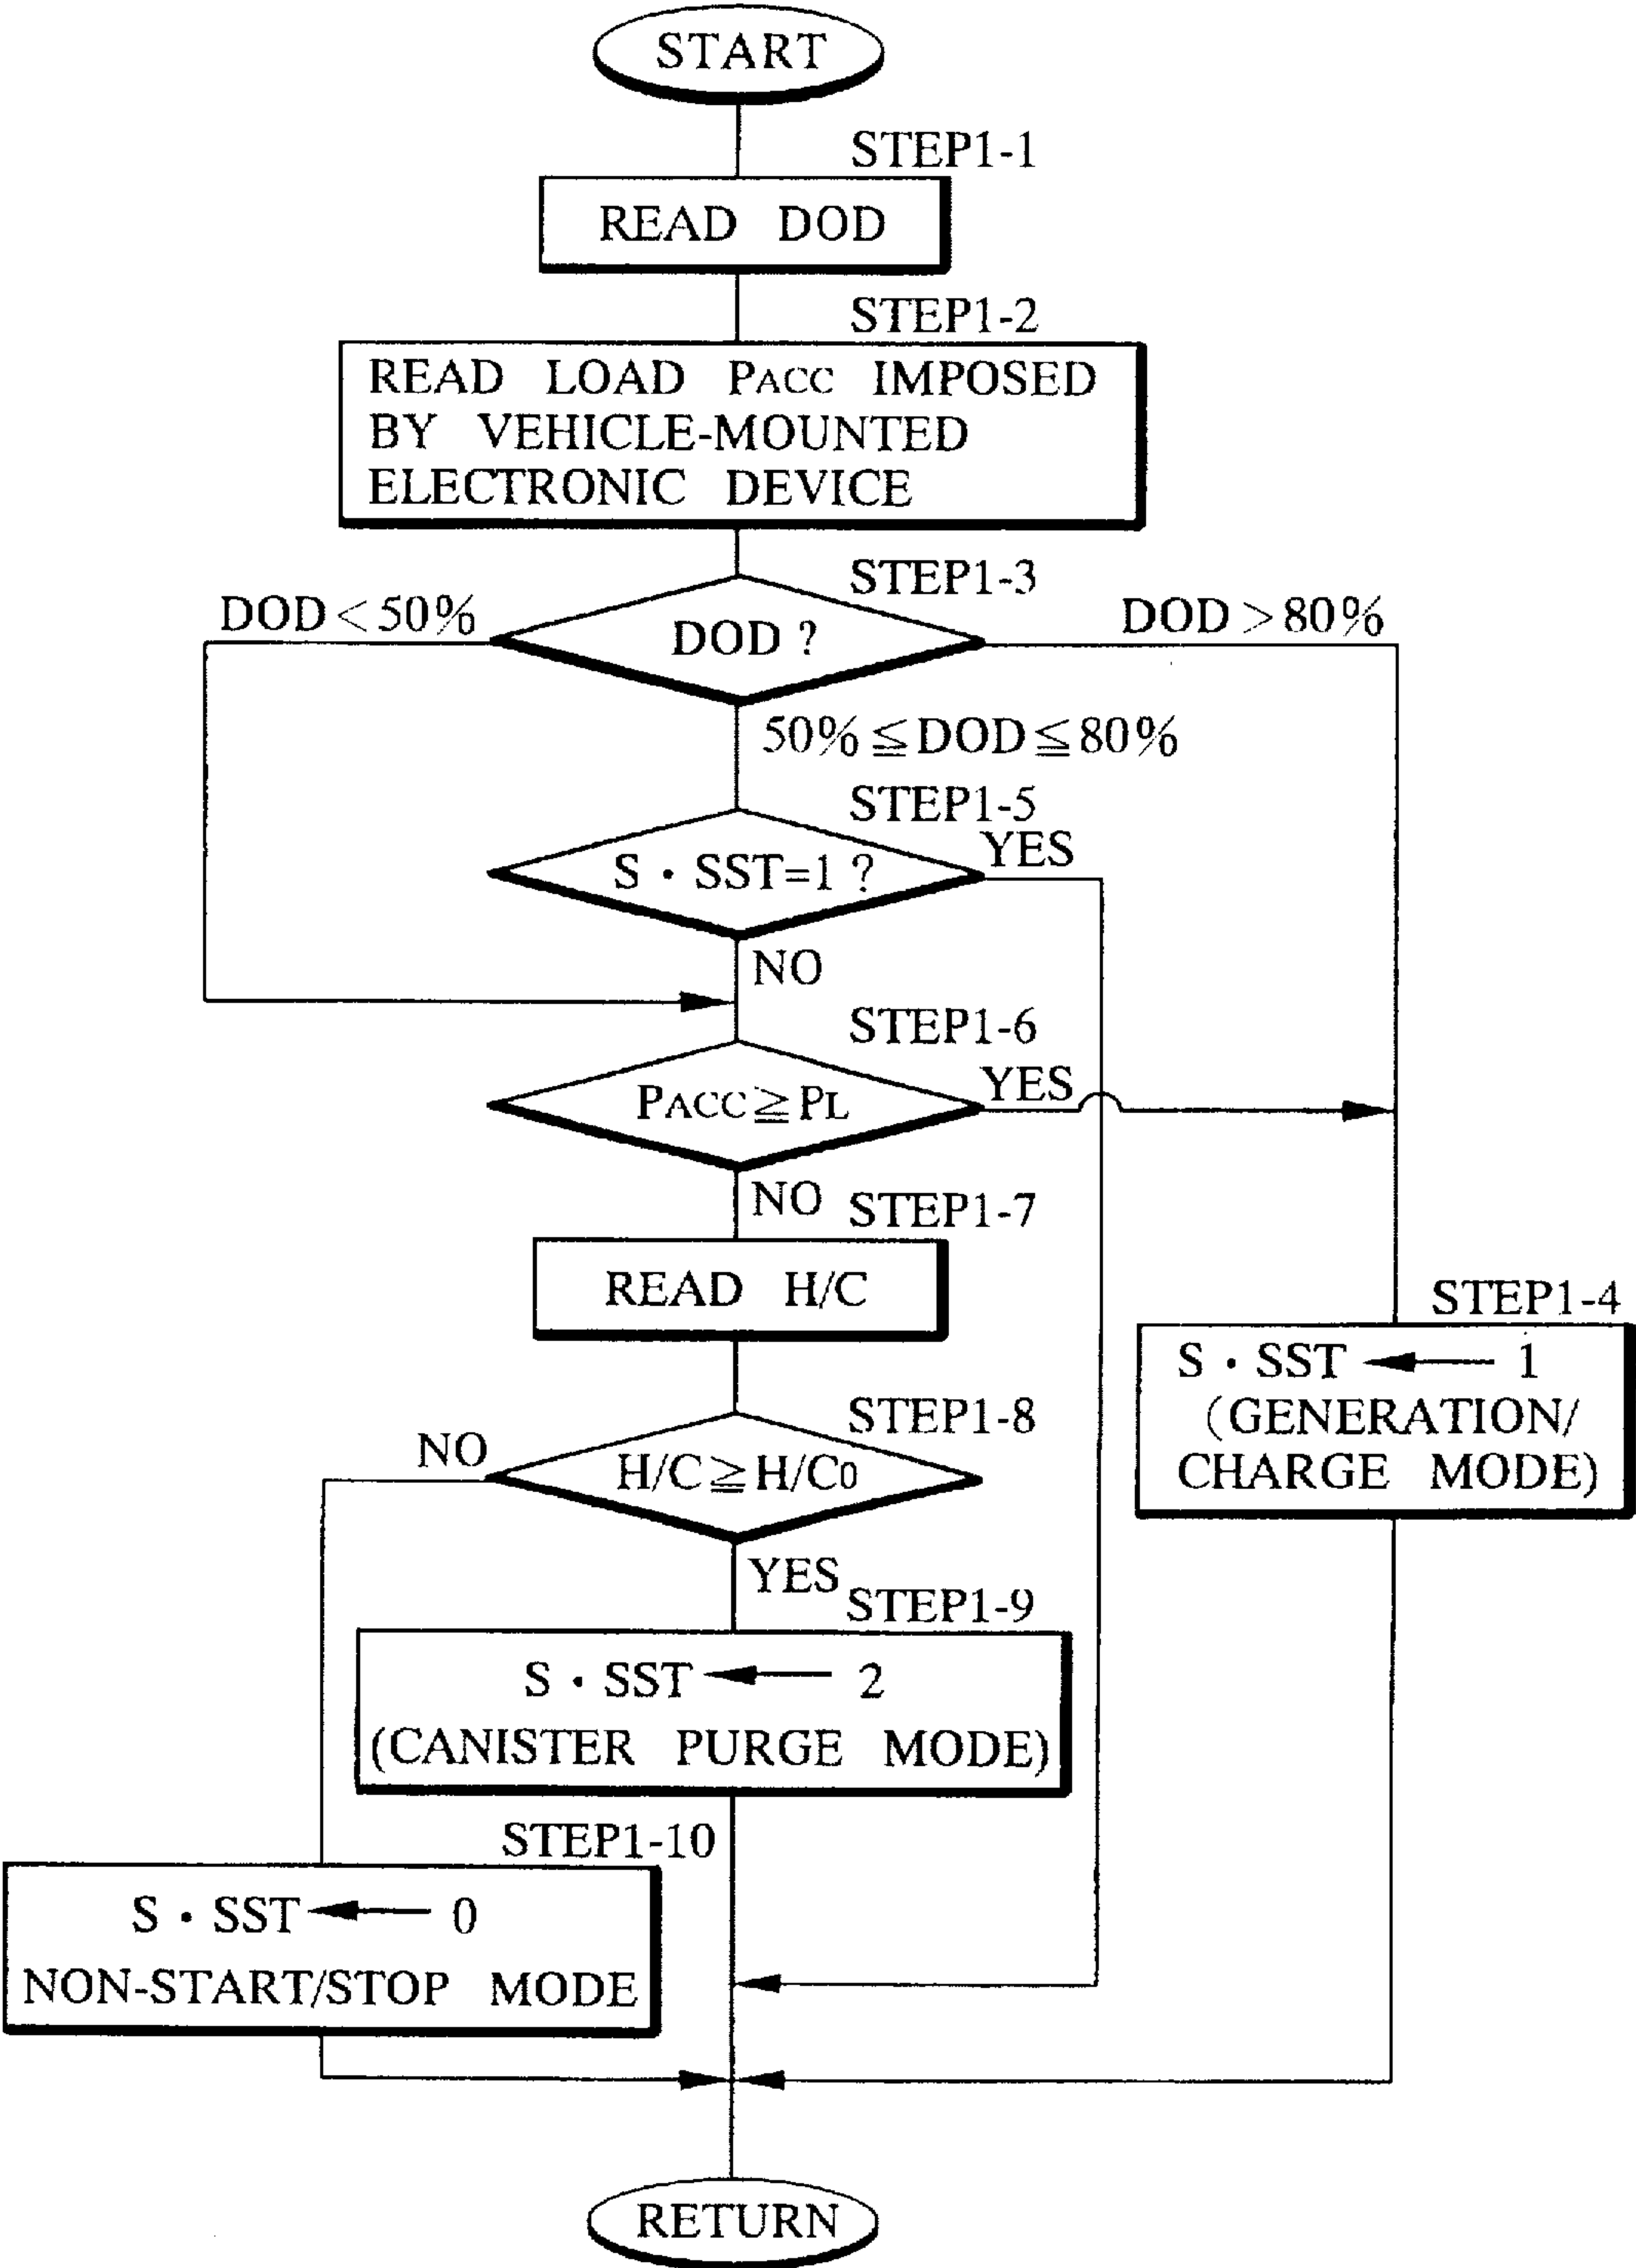 START
STEP1-1
READ DOD
STEP1-2
READ LOAD PACC IMPOSED
BY VEHICLE-MOUNTED
ELECTRONIC DEVICE
STEP1-3
DOD<50%
DOD ?
DOD>80%
50%≦DOD≦80%
STEP1-5
S・SST=1 ?
YES
NO
STEP1-6
PACC≧PL
YES
NO
STEP1-7
READ H/C
STEP1-4
S・SST ← 1
(GENERATION/
CHARGE MODE)
STEP1-8
NO
H/C≧H/C0
YES
STEP1-9
S・SST ← 2
(CANISTER PURGE MODE)
STEP1-10
S・SST ← 0
NON-START/STOP MODE
RETURN